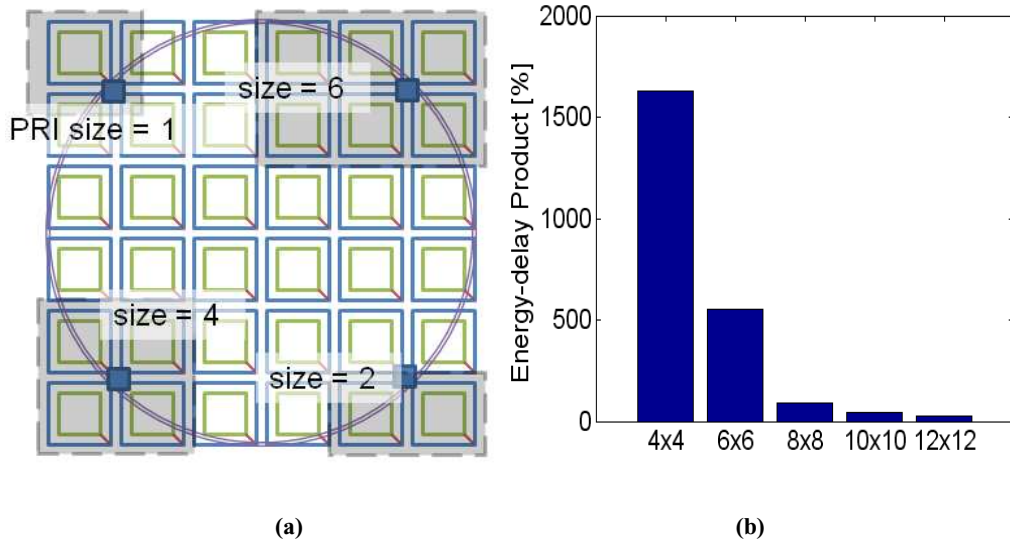 size = 6
PRI size = 1
size = 4
size = 2
(a)
Energy-delay Product [%]
2000
1500
1000
500
0
4x4 6x6 8x8 10x10 12x12
(b)